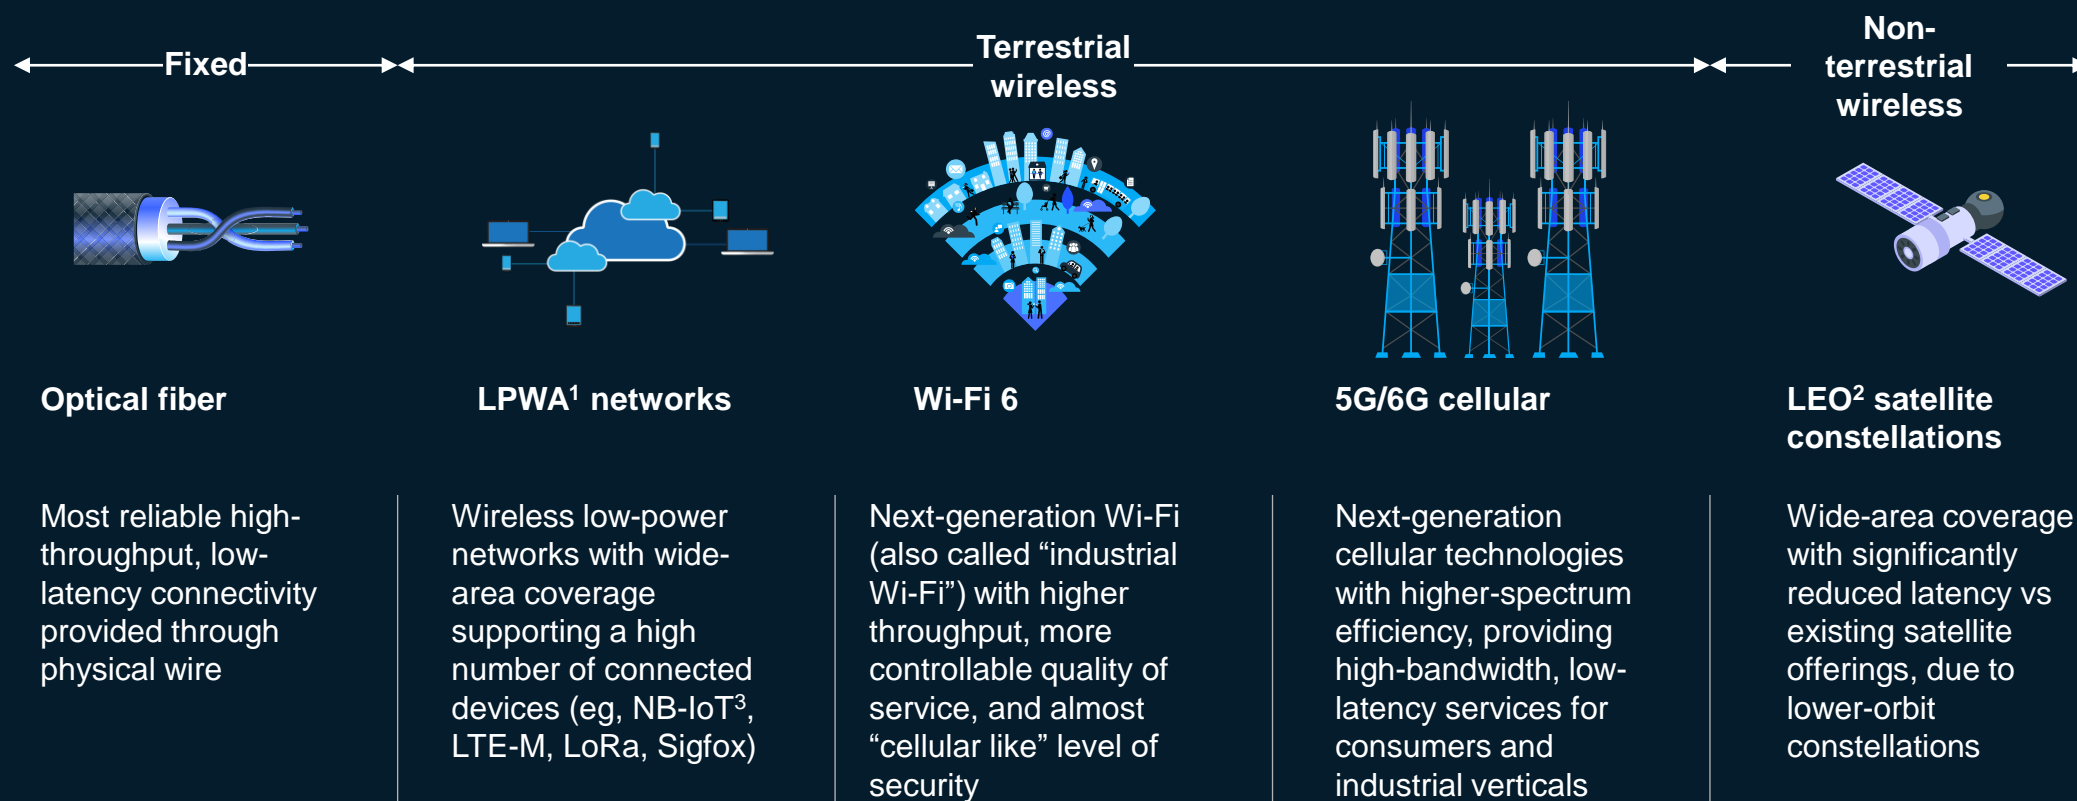 Fixed
Terrestrial
wireless
Non-
terrestrial
wireless
Optical fiber
LPWA¹ networks
Wi-Fi 6
5G/6G cellular
LEO² satellite
constellations
Most reliable high-
throughput, low-
latency connectivity
provided through
physical wire
Wireless low-power
networks with wide-
area coverage
supporting a high
number of connected
devices (eg, NB-IoT³,
LTE-M, LoRa, Sigfox)
Next-generation Wi-Fi
(also called “industrial
Wi-Fi”) with higher
throughput, more
controllable quality of
service, and almost
“cellular like” level of
security
Next-generation
cellular technologies
with higher-spectrum
efficiency, providing
high-bandwidth, low-
latency services for
consumers and
industrial verticals
Wide-area coverage
with significantly
reduced latency vs
existing satellite
offerings, due to
lower-orbit
constellations